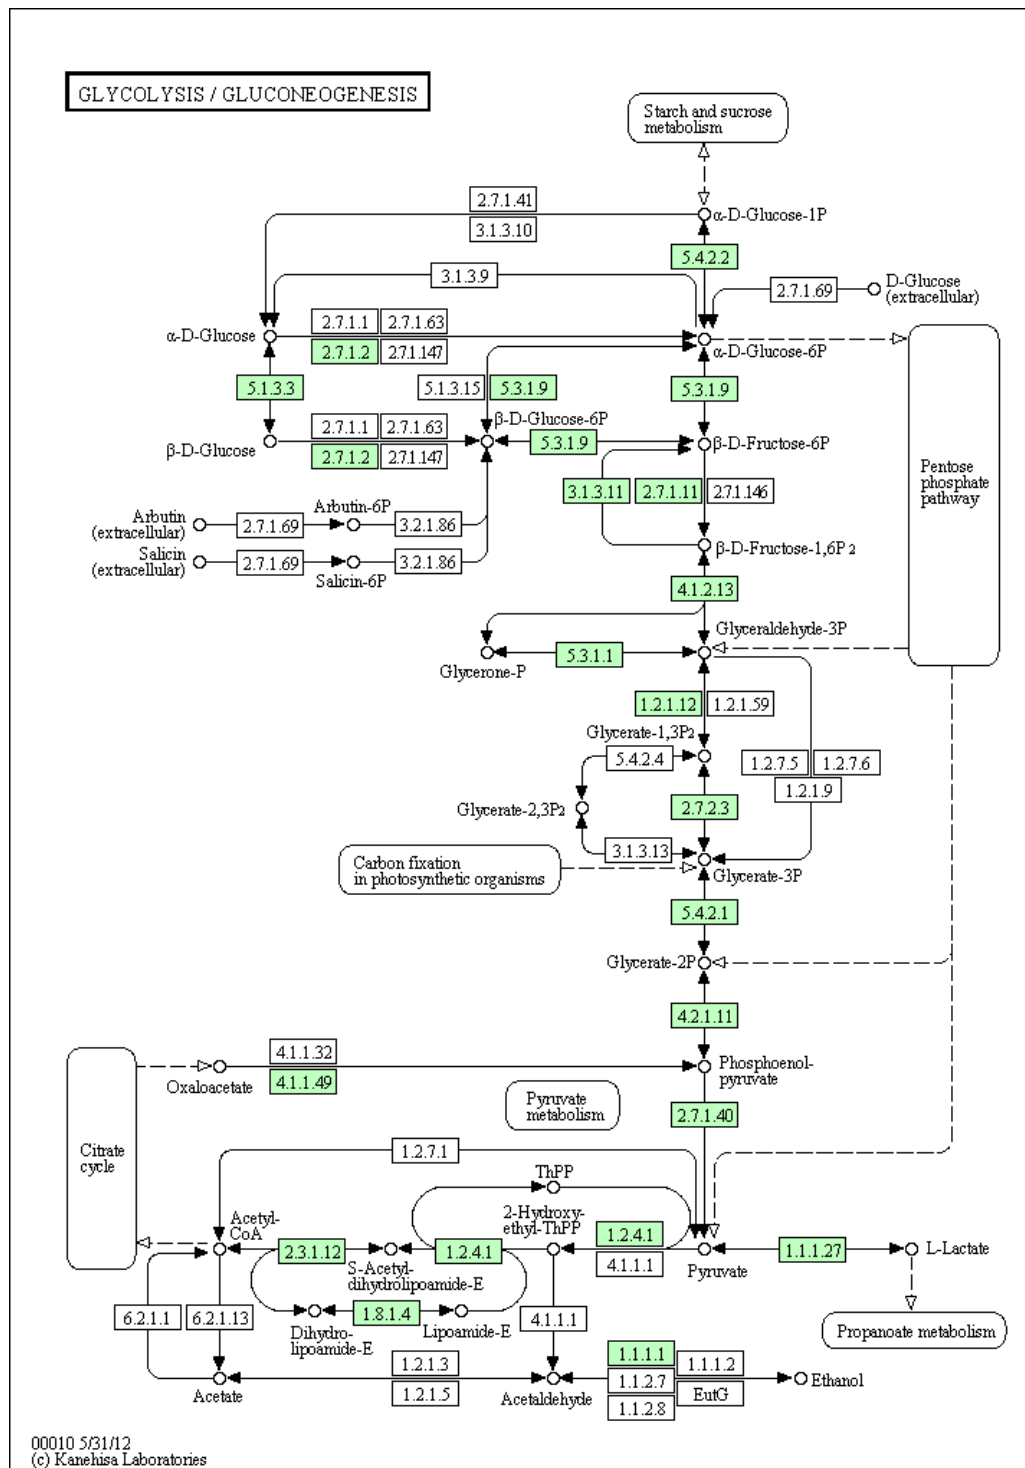 GLYCOLYSIS / GLUCONEOGENESIS
Starch and sucrose
metabolism
2.7.1.41
3.1.3.10
α-D-Glucose-1P
5.4.2.2
3.1.3.9
2.7.1.69
D-Glucose
(extracellular)
α-D-Glucose
2.7.1.1
2.7.1.63
2.7.1.2
2.7.1.147
α-D-Glucose-6P
5.1.3.3
5.1.3.15
5.3.1.9
5.3.1.9
β-D-Glucose
2.7.1.1
2.7.1.63
2.7.1.2
2.7.1.147
β-D-Glucose-6P
5.3.1.9
β-D-Fructose-6P
Pentose
phosphate
pathway
3.1.3.11
2.7.1.11
2.7.1.146
Arbutin
(extracellular)
2.7.1.69
Arbutin-6P
3.2.1.86
Salicin
(extracellular)
2.7.1.69
Salicin-6P
3.2.1.86
β-D-Fructose-1,6P2
4.1.2.13
Glyceraldehyde-3P
Glycerone-P
5.3.1.1
1.2.1.12
1.2.1.59
Glycerate-1,3P2
5.4.2.4
1.2.7.5
1.2.7.6
1.2.1.9
Glycerate-2,3P2
2.7.2.3
3.1.3.13
Carbon fixation
in photosynthetic organisms
Glycerate-3P
5.4.2.1
Glycerate-2P
4.2.1.11
4.1.1.32
Oxaloacetate
4.1.1.49
Phosphoenol-
pyruvate
Pyruvate
metabolism
2.7.1.40
Citrate
cycle
1.2.7.1
ThPP
Acetyl-
CoA
2-Hydroxy-
ethyl-ThPP
2.3.1.12
1.2.4.1
1.2.4.1
4.1.1.1
Pyruvate
1.1.1.27
L-Lactate
S-Acetyl-
dihydrolipoamide-E
6.2.1.1
6.2.1.13
1.8.1.4
Dihydro-
lipoamide-E
Lipoamide-E
4.1.1.1
Propanoate metabolism
Acetate
1.2.1.3
1.2.1.5
Acetaldehyde
1.1.1.1
1.1.1.2
1.1.2.7
EutG
1.1.2.8
Ethanol
00010 5/31/12
(c) Kanehisa Laboratories